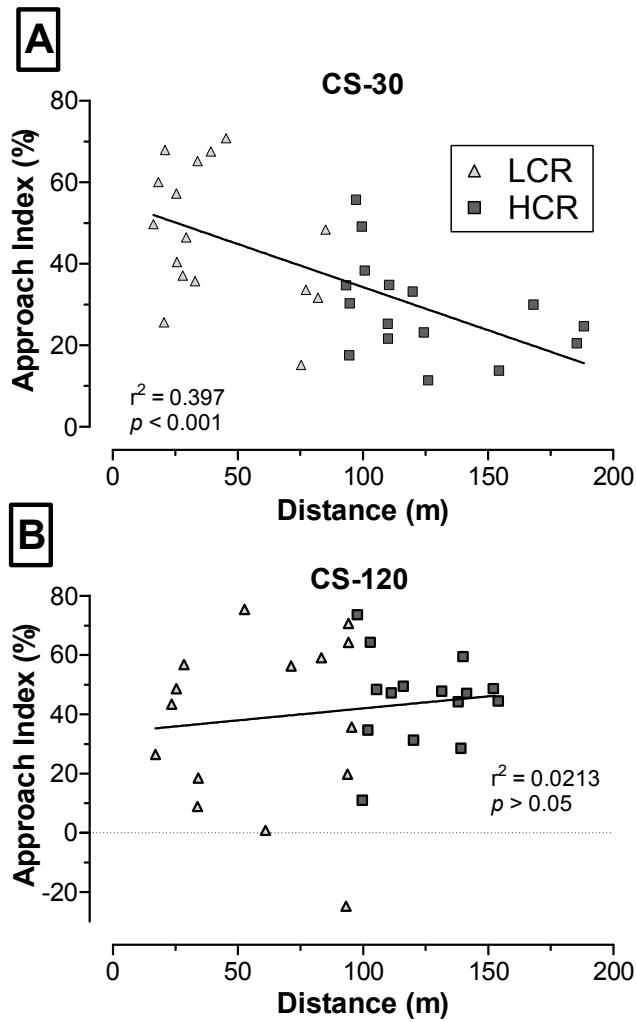 A
CS-30
80
60
40
20
0
Approach Index (%)
△ LCR
■ HCR
r² = 0.397
p < 0.001
0 50 100 150 200
Distance (m)
B
CS-120
80
60
40
20
0
-20
Approach Index (%)
r² = 0.0213
p > 0.05
0 50 100 150 200
Distance (m)